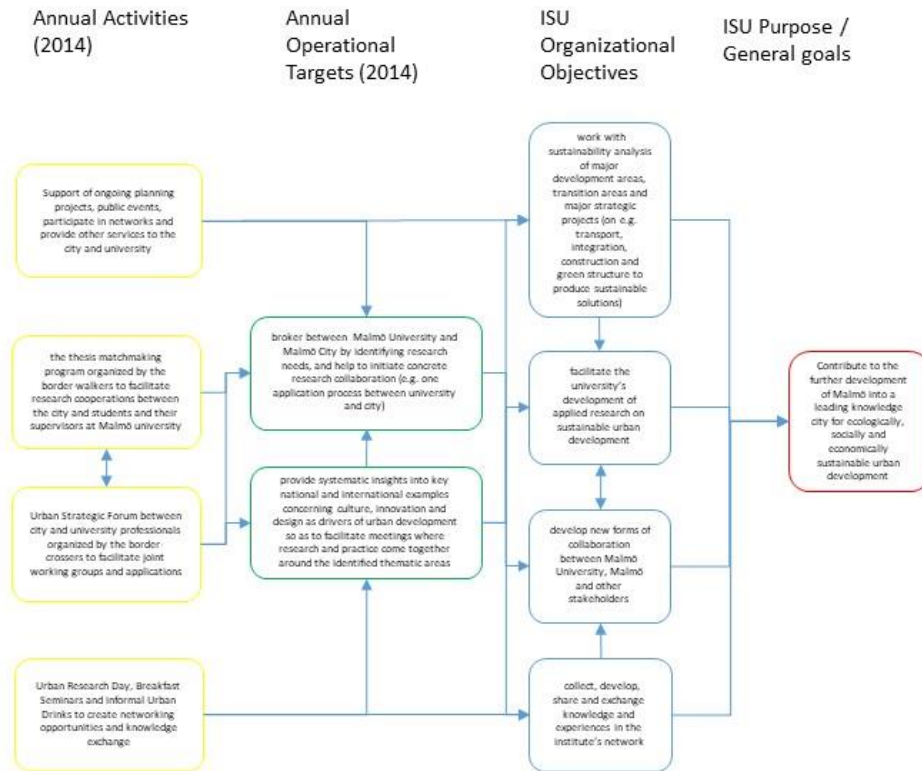 Annual Activities
(2014)
Annual
Operational
Targets (2014)
ISU
Organizational
Objectives
ISU Purpose /
General goals
Support of ongoing planning
projects, public events,
participate in networks and
provide other services to the
city and university
the thesis matchmaking
program organized by the
border walkers to facilitate
research cooperations between
the city and students and their
supervisors at Malmö university
Urban Strategic Forum between
city and university professionals
organized by the border
crossers to facilitate joint
working groups and applications
Urban Research Day, Breakfast
Seminars and Informal Urban
Drinks to create networking
opportunities and knowledge
exchange
broker between Malmö University and
Malmö City by identifying research
needs, and help to initiate concrete
research collaboration (e.g. one
application process between university
and city)
provide systematic insights into key
national and international examples
concerning culture, innovation and
design as drivers of urban development
so as to facilitate meetings where
research and practice come together
around the identified thematic areas
work with
sustainability analysis
of major
development areas,
transition areas and
major strategic
projects (on e.g.
transport,
integration,
construction and
green structure to
produce sustainable
solutions)
facilitate the
university's
development of
applied research on
sustainable urban
development
develop new forms of
collaboration
between Malmö
University, Malmö
and other
stakeholders
collect, develop,
share and exchange
knowledge and
experiences in the
institute's network
Contribute to the
further development
of Malmö into a
leading knowledge
city for ecologically,
socially and
economically
sustainable urban
development